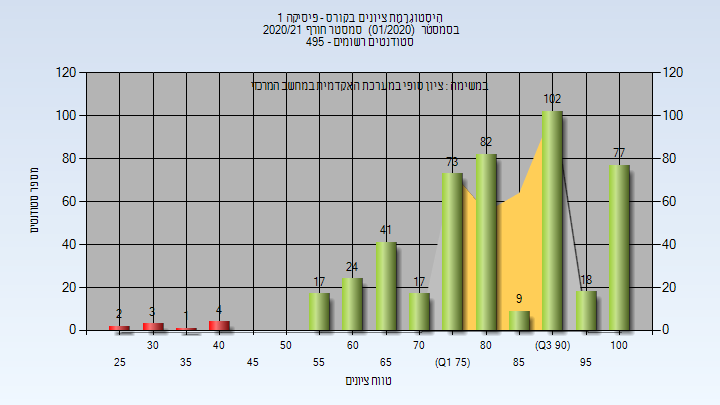 היסטוגרמת ציונים בקורס - פיסיקה 1
בסמסטר (01/2020) סמסטר חורף 2020/21
סטודנטים רשומים - 495
במשימה : ציון סופי במערכת האקדמית במחשב המרכזי
120 120
100 100
80 80
60 60
40 40
20 20
0 0
מספר סטודנטים
2 3 1 4 17 24 41 17 73 82 9 102 18 77
30 40 50 60 70 80 (Q3 90) 100
25 35 45 55 65 (Q1 75) 85 95
טווח ציונים